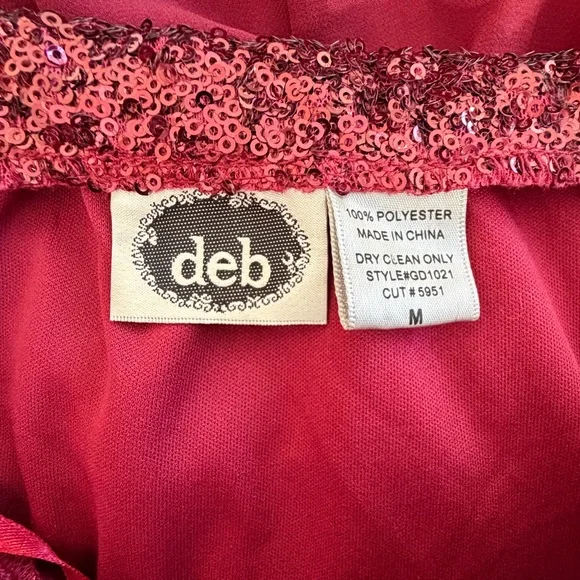 deb
100% POLYESTER
MADE IN CHINA
DRY CLEAN ONLY
STYLE#GD1021
CUT # 5951
M